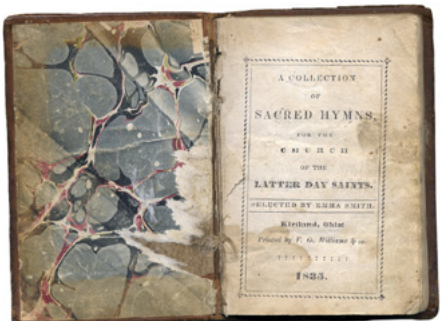 A COLLECTION
OF
SACRED HYMNS,
FOR THE
CHURCH
OF THE
LATTER DAY SAINTS.
SELECTED BY EMMA SMITH.
Kirtland, Ohio:
Printed by F. G. Williams & co.
1835.